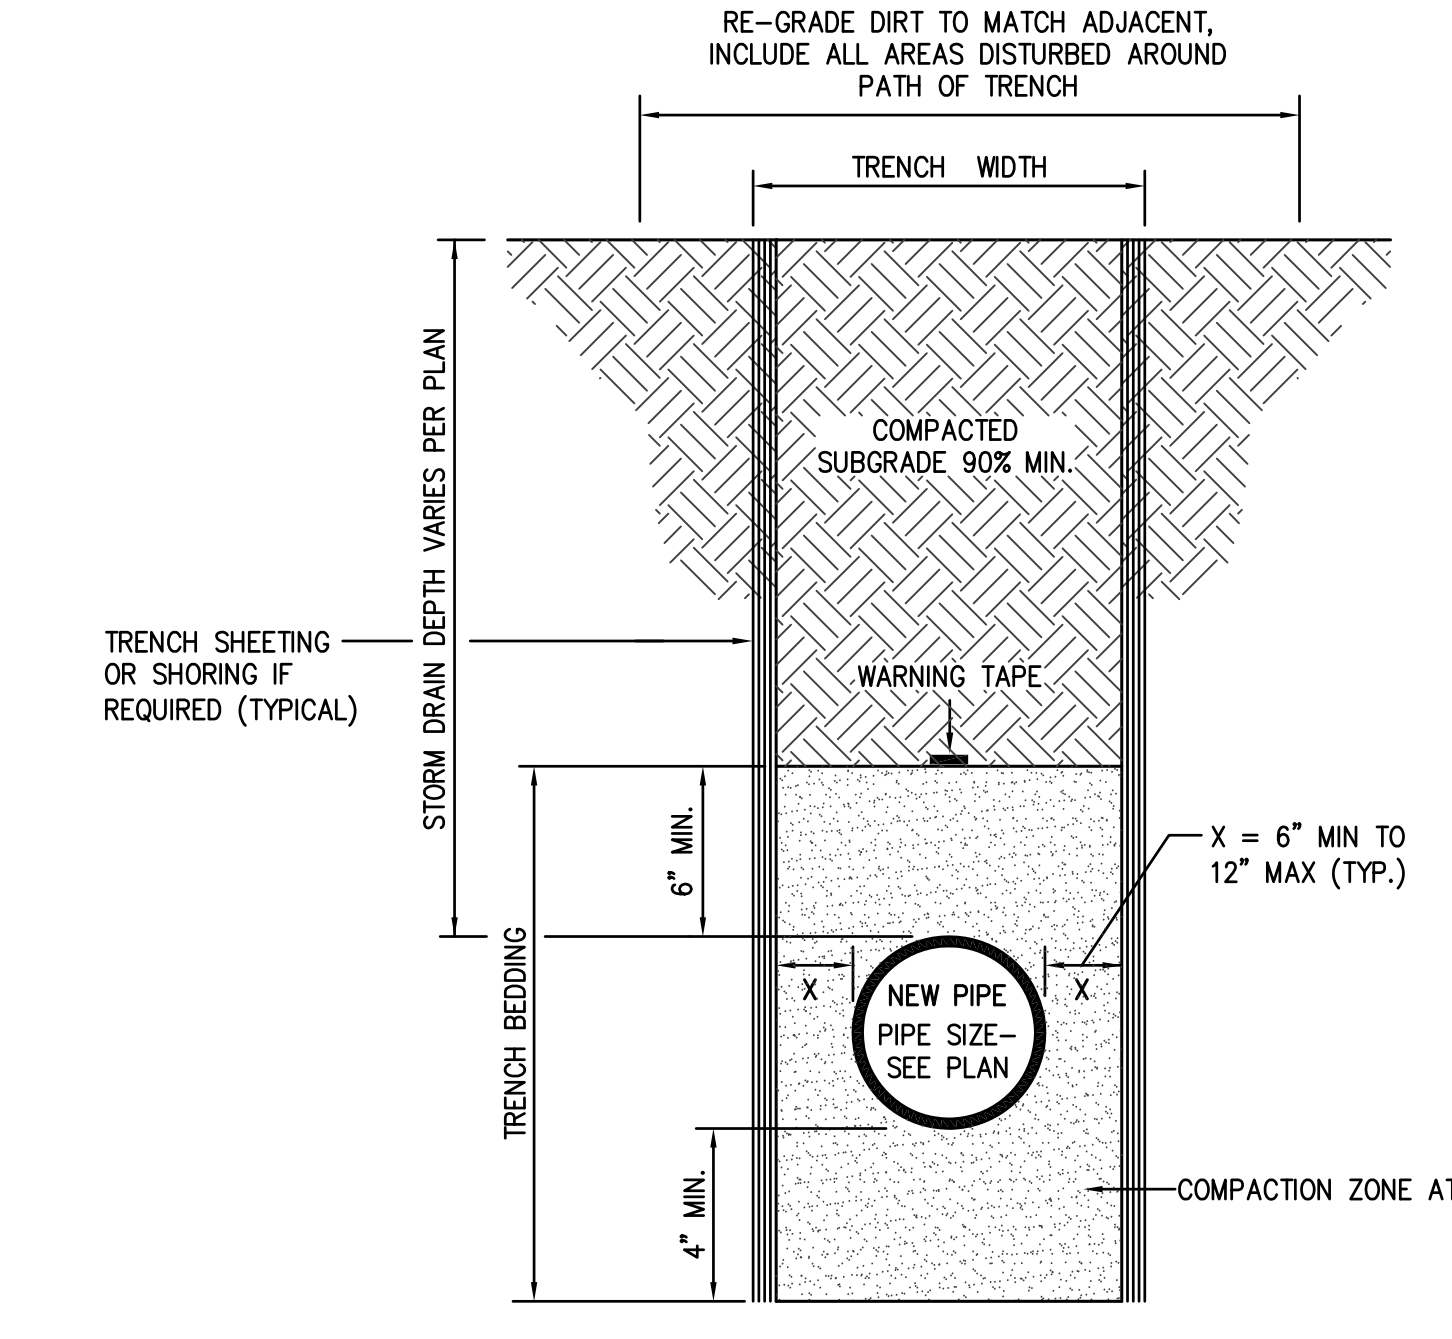 RE-GRADE DIRT TO MATCH ADJACENT,
INCLUDE ALL AREAS DISTURBED AROUND
PATH OF TRENCH
TRENCH WIDTH
STORM DRAIN DEPTH VARIES PER PLAN
COMPACTED
SUBGRADE 90% MIN.
TRENCH SHEETING
OR SHORING IF
REQUIRED (TYPICAL)
WARNING TAPE
6" MIN.
X = 6" MIN TO
12" MAX (TYP.)
TRENCH BEDDING
X
X
NEW PIPE
PIPE SIZE-
SEE PLAN
4" MIN.
COMPACTION ZONE AT